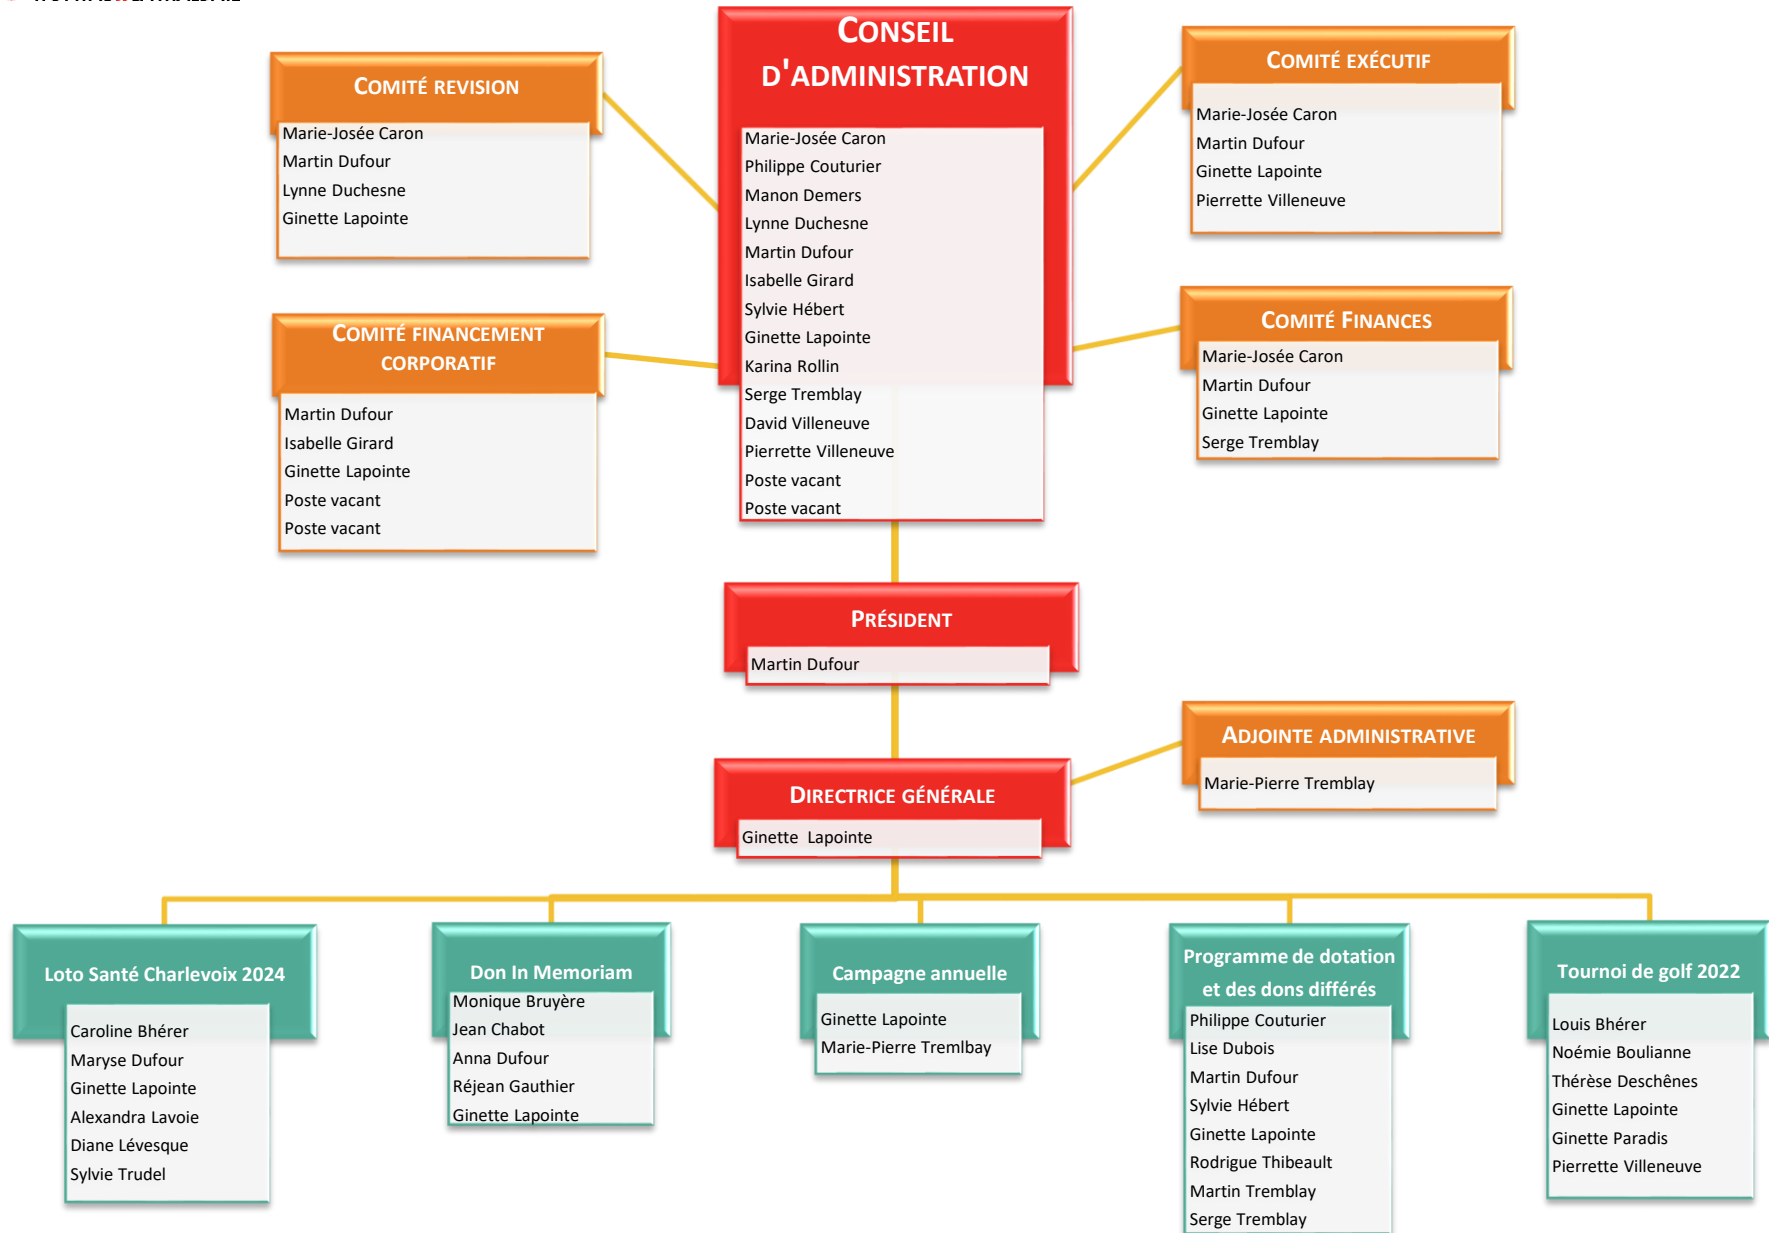 CONSEIL
D'ADMINISTRATION
Marie-Josée Caron
Philippe Couturier
Manon Demers
Lynne Duchesne
Martin Dufour
Isabelle Girard
Sylvie Hébert
Ginette Lapointe
Karina Rollin
Serge Tremblay
David Villeneuve
Pierrette Villeneuve
Poste vacant
Poste vacant
COMITÉ REVISION
Marie-Josée Caron
Martin Dufour
Lynne Duchesne
Ginette Lapointe
COMITÉ EXÉCUTIF
Marie-Josée Caron
Martin Dufour
Ginette Lapointe
Pierrette Villeneuve
COMITÉ FINANCEMENT
CORPORATIF
Martin Dufour
Isabelle Girard
Ginette Lapointe
Poste vacant
Poste vacant
COMITÉ FINANCES
Marie-Josée Caron
Martin Dufour
Ginette Lapointe
Serge Tremblay
PRÉSIDENT
Martin Dufour
DIRECTRICE GÉNÉRALE
Ginette Lapointe
ADJOINTE ADMINISTRATIVE
Marie-Pierre Tremblay
Loto Santé Charlevoix 2024
Caroline Bhérer
Maryse Dufour
Ginette Lapointe
Alexandra Lavoie
Diane Lévesque
Sylvie Trudel
Don In Memoriam
Monique Bruyère
Jean Chabot
Anna Dufour
Réjean Gauthier
Ginette Lapointe
Campagne annuelle
Ginette Lapointe
Marie-Pierre Tremlbay
Programme de dotation
et des dons différés
Philippe Couturier
Lise Dubois
Martin Dufour
Sylvie Hébert
Ginette Lapointe
Rodrigue Thibeault
Martin Tremblay
Serge Tremblay
Tournoi de golf 2022
Louis Bhérer
Noémie Boulianne
Thérèse Deschênes
Ginette Lapointe
Ginette Paradis
Pierrette Villeneuve